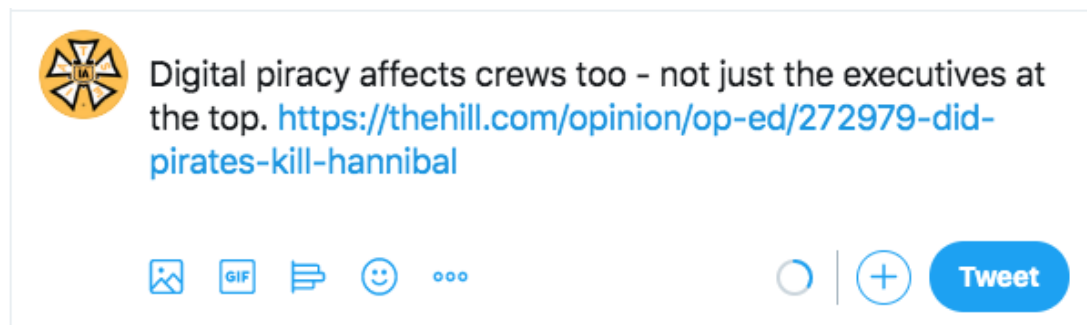 Digital piracy affects crews too - not just the executives at
the top. https://thehill.com/opinion/op-ed/272979-did-
pirates-kill-hannibal
GIF
Tweet